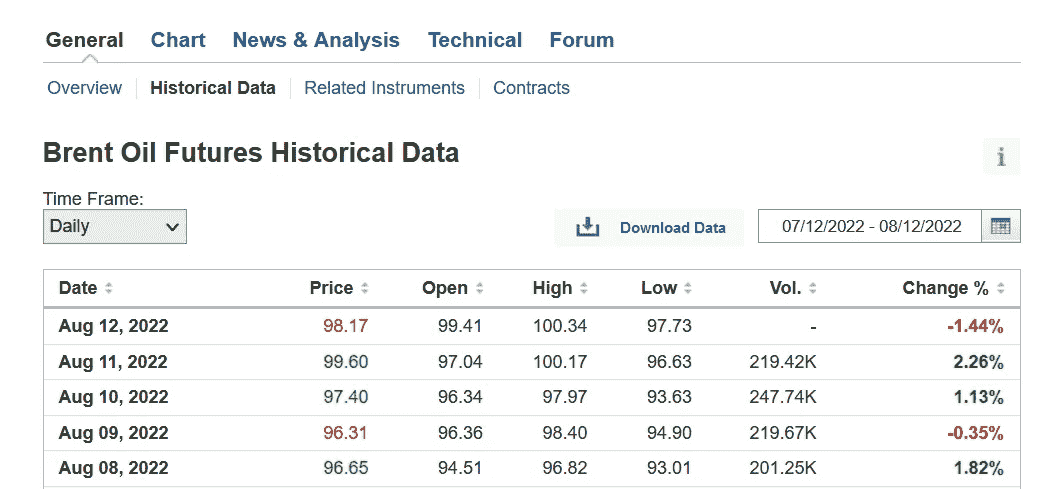 General Chart News & Analysis Technical Forum
Overview Historical Data Related Instruments Contracts
Brent Oil Futures Historical Data
i
Time Frame:
Daily Download Data 07/12/2022 - 08/12/2022
Date Price Open High Low Vol. Change %
Aug 12, 2022 98.17 99.41 100.34 97.73 - -1.44%
Aug 11, 2022 99.60 97.04 100.17 96.63 219.42K 2.26%
Aug 10, 2022 97.40 96.34 97.97 93.63 247.74K 1.13%
Aug 09, 2022 96.31 96.36 98.40 94.90 219.67K -0.35%
Aug 08, 2022 96.65 94.51 96.82 93.01 201.25K 1.82%